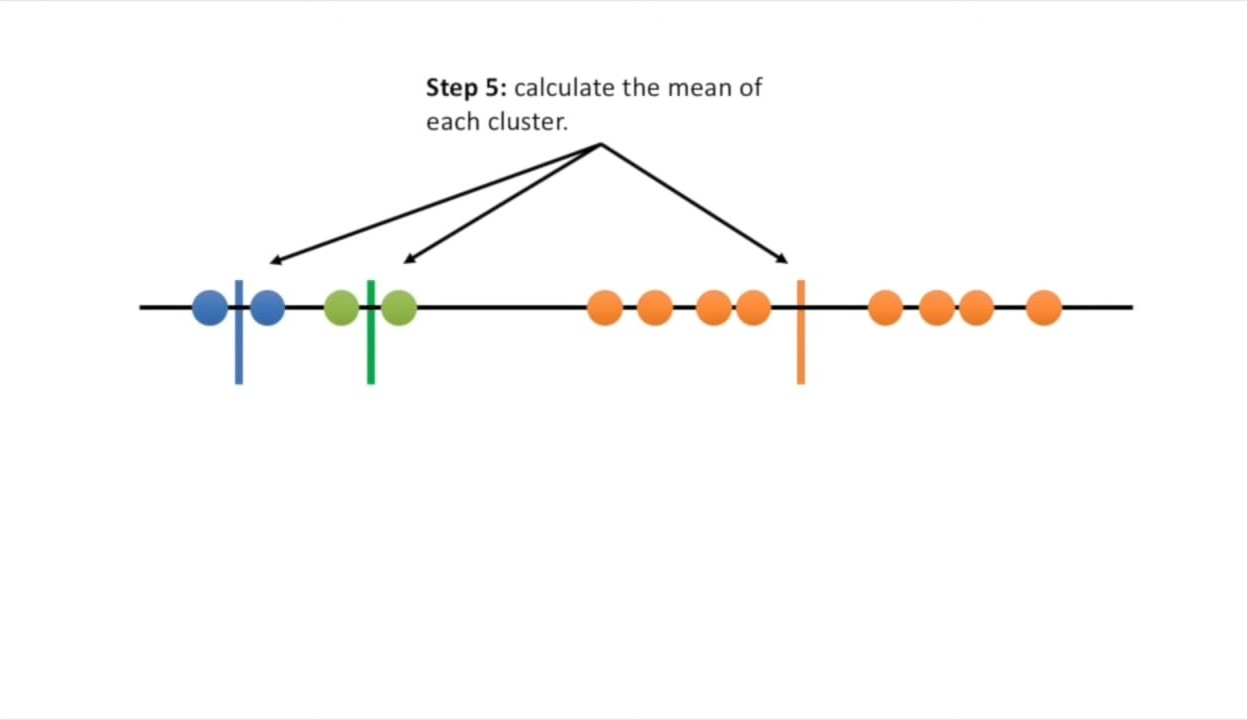 Step 5: calculate the mean of
each cluster.